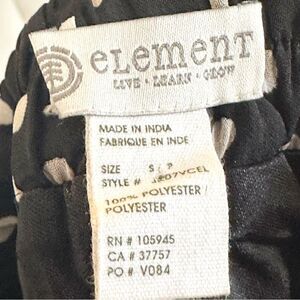 element
LIVE • LEARN • GROW
MADE IN INDIA
FABRIQUE EN INDE
SIZE S / P
STYLE # J207VCEL
100% POLYESTER /
POLYESTER
RN # 105945
CA # 37757
PO # V084